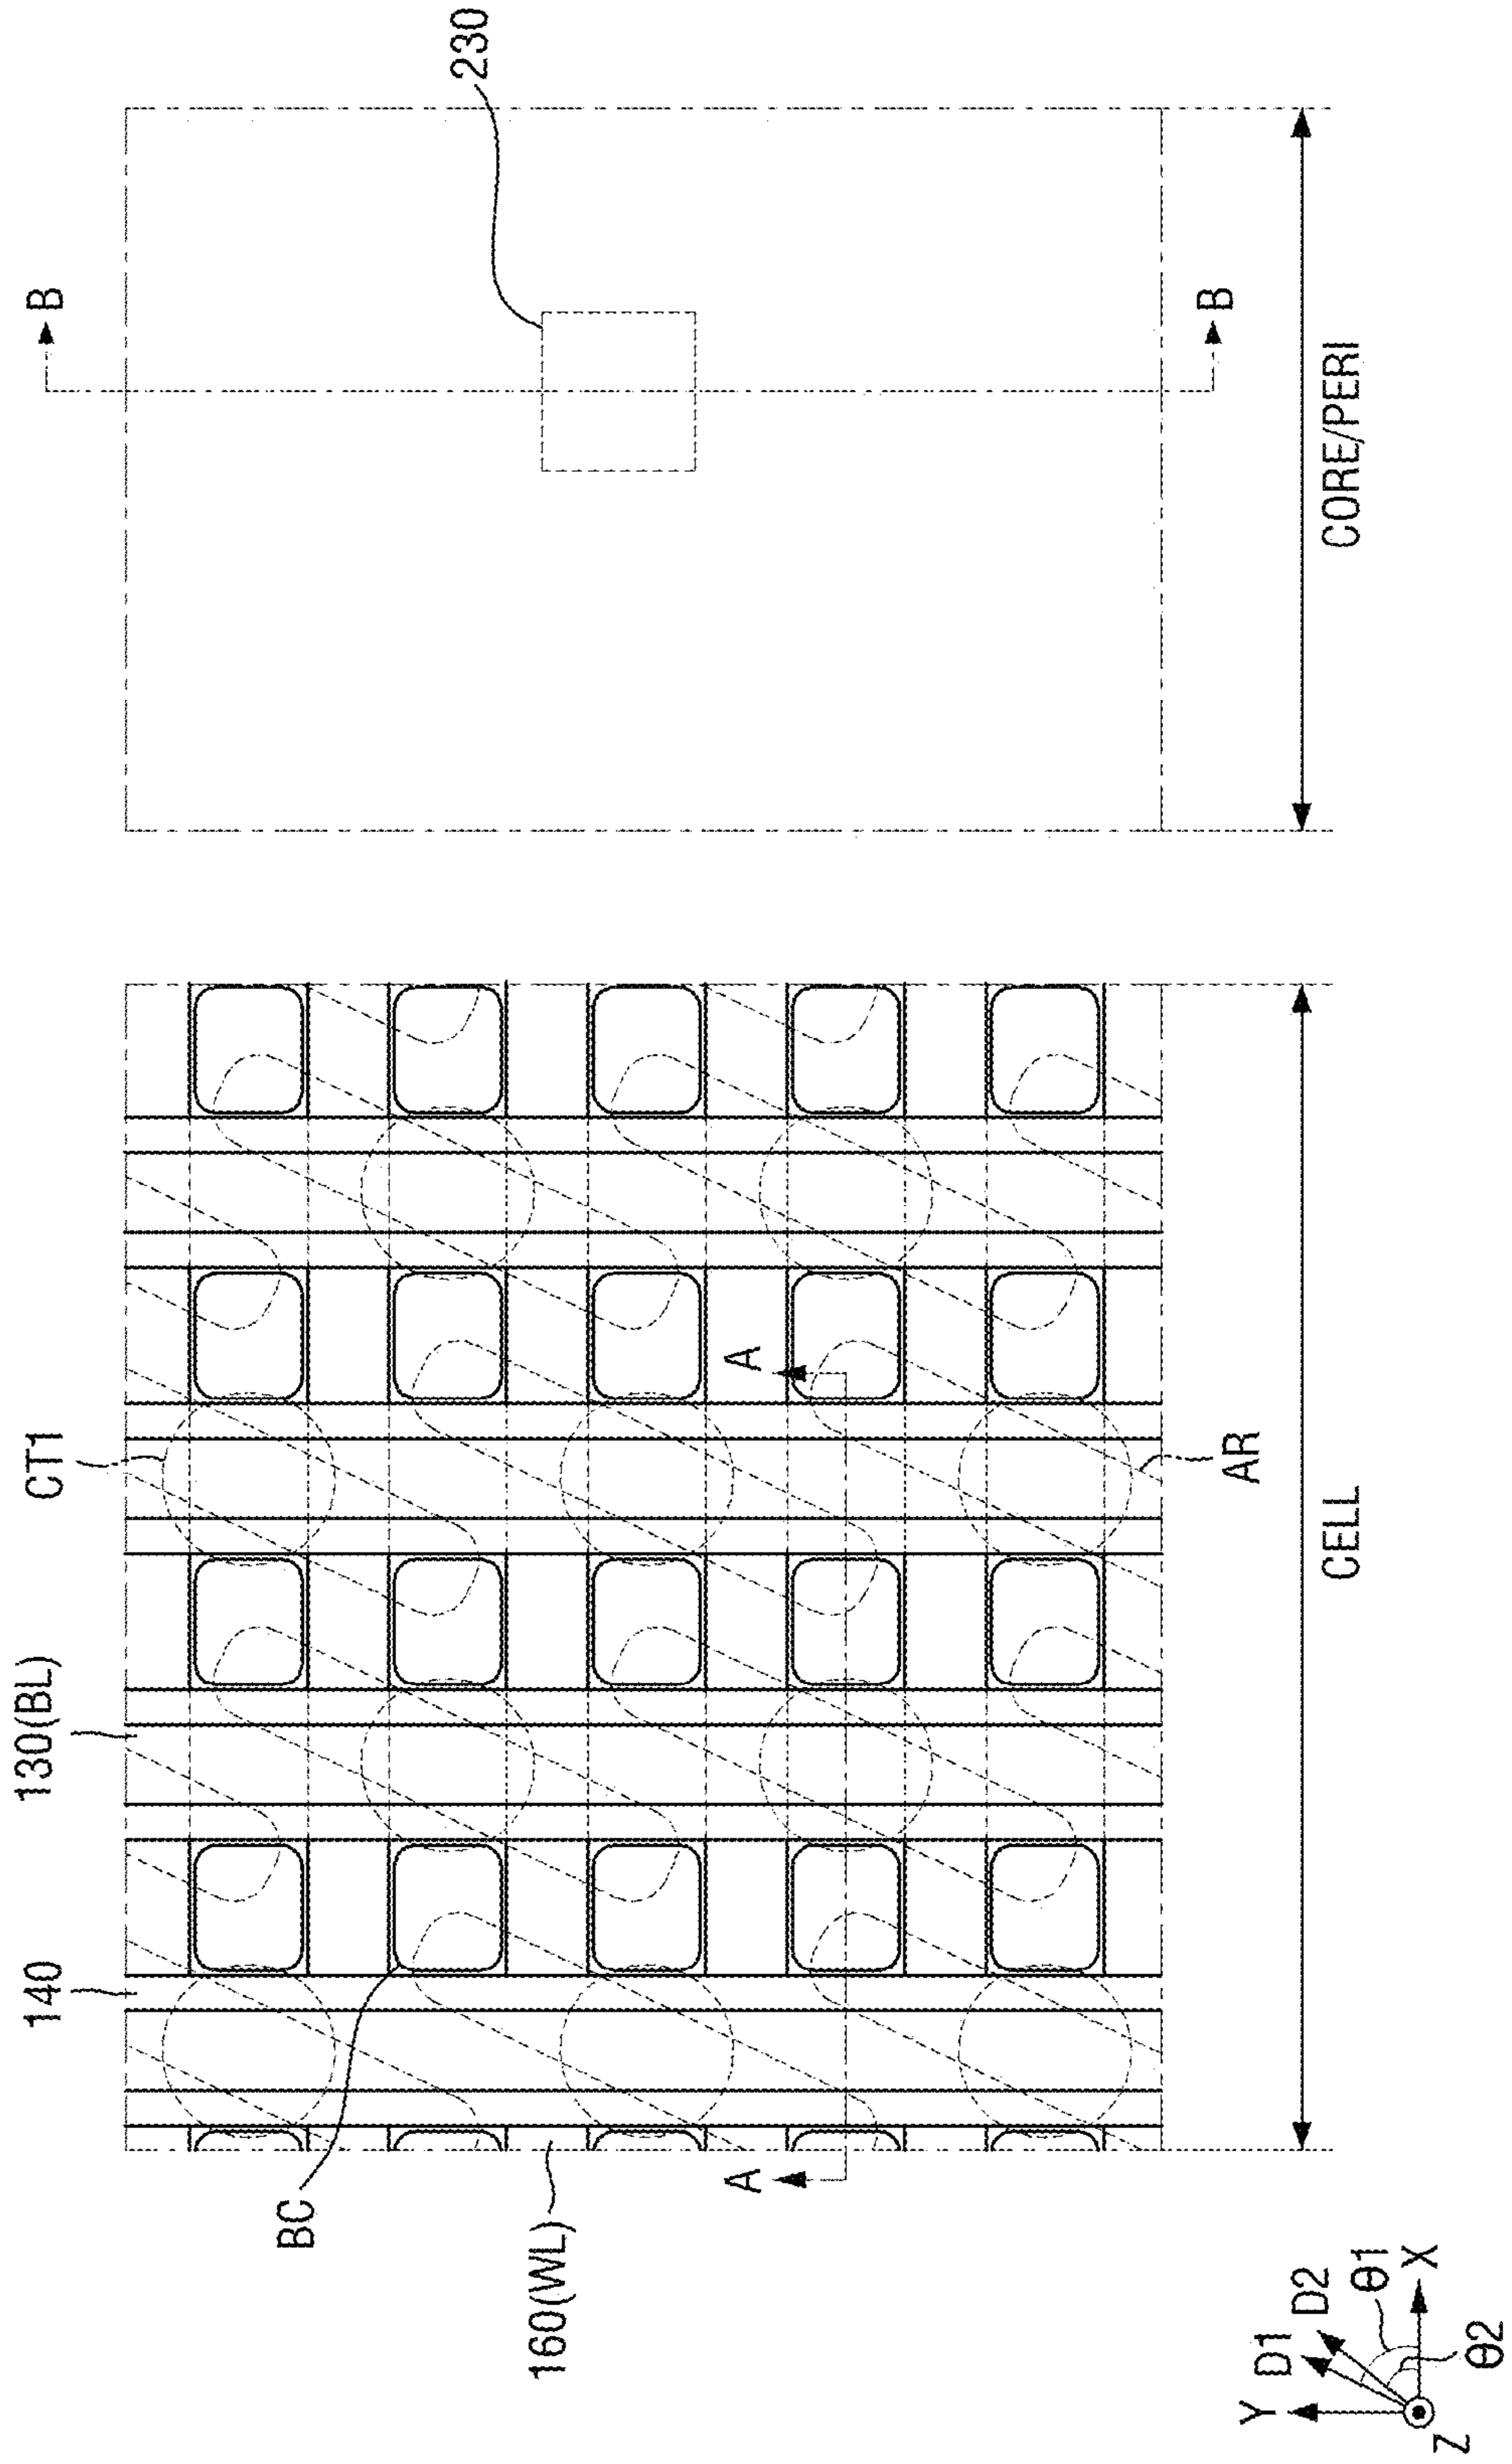 140
130(BL)
CT1
B
230
BC
160(WL)
A
A
AR
B
CELL
CORE/PERI
Y
D1
D2
θ1
X
θ2
Z